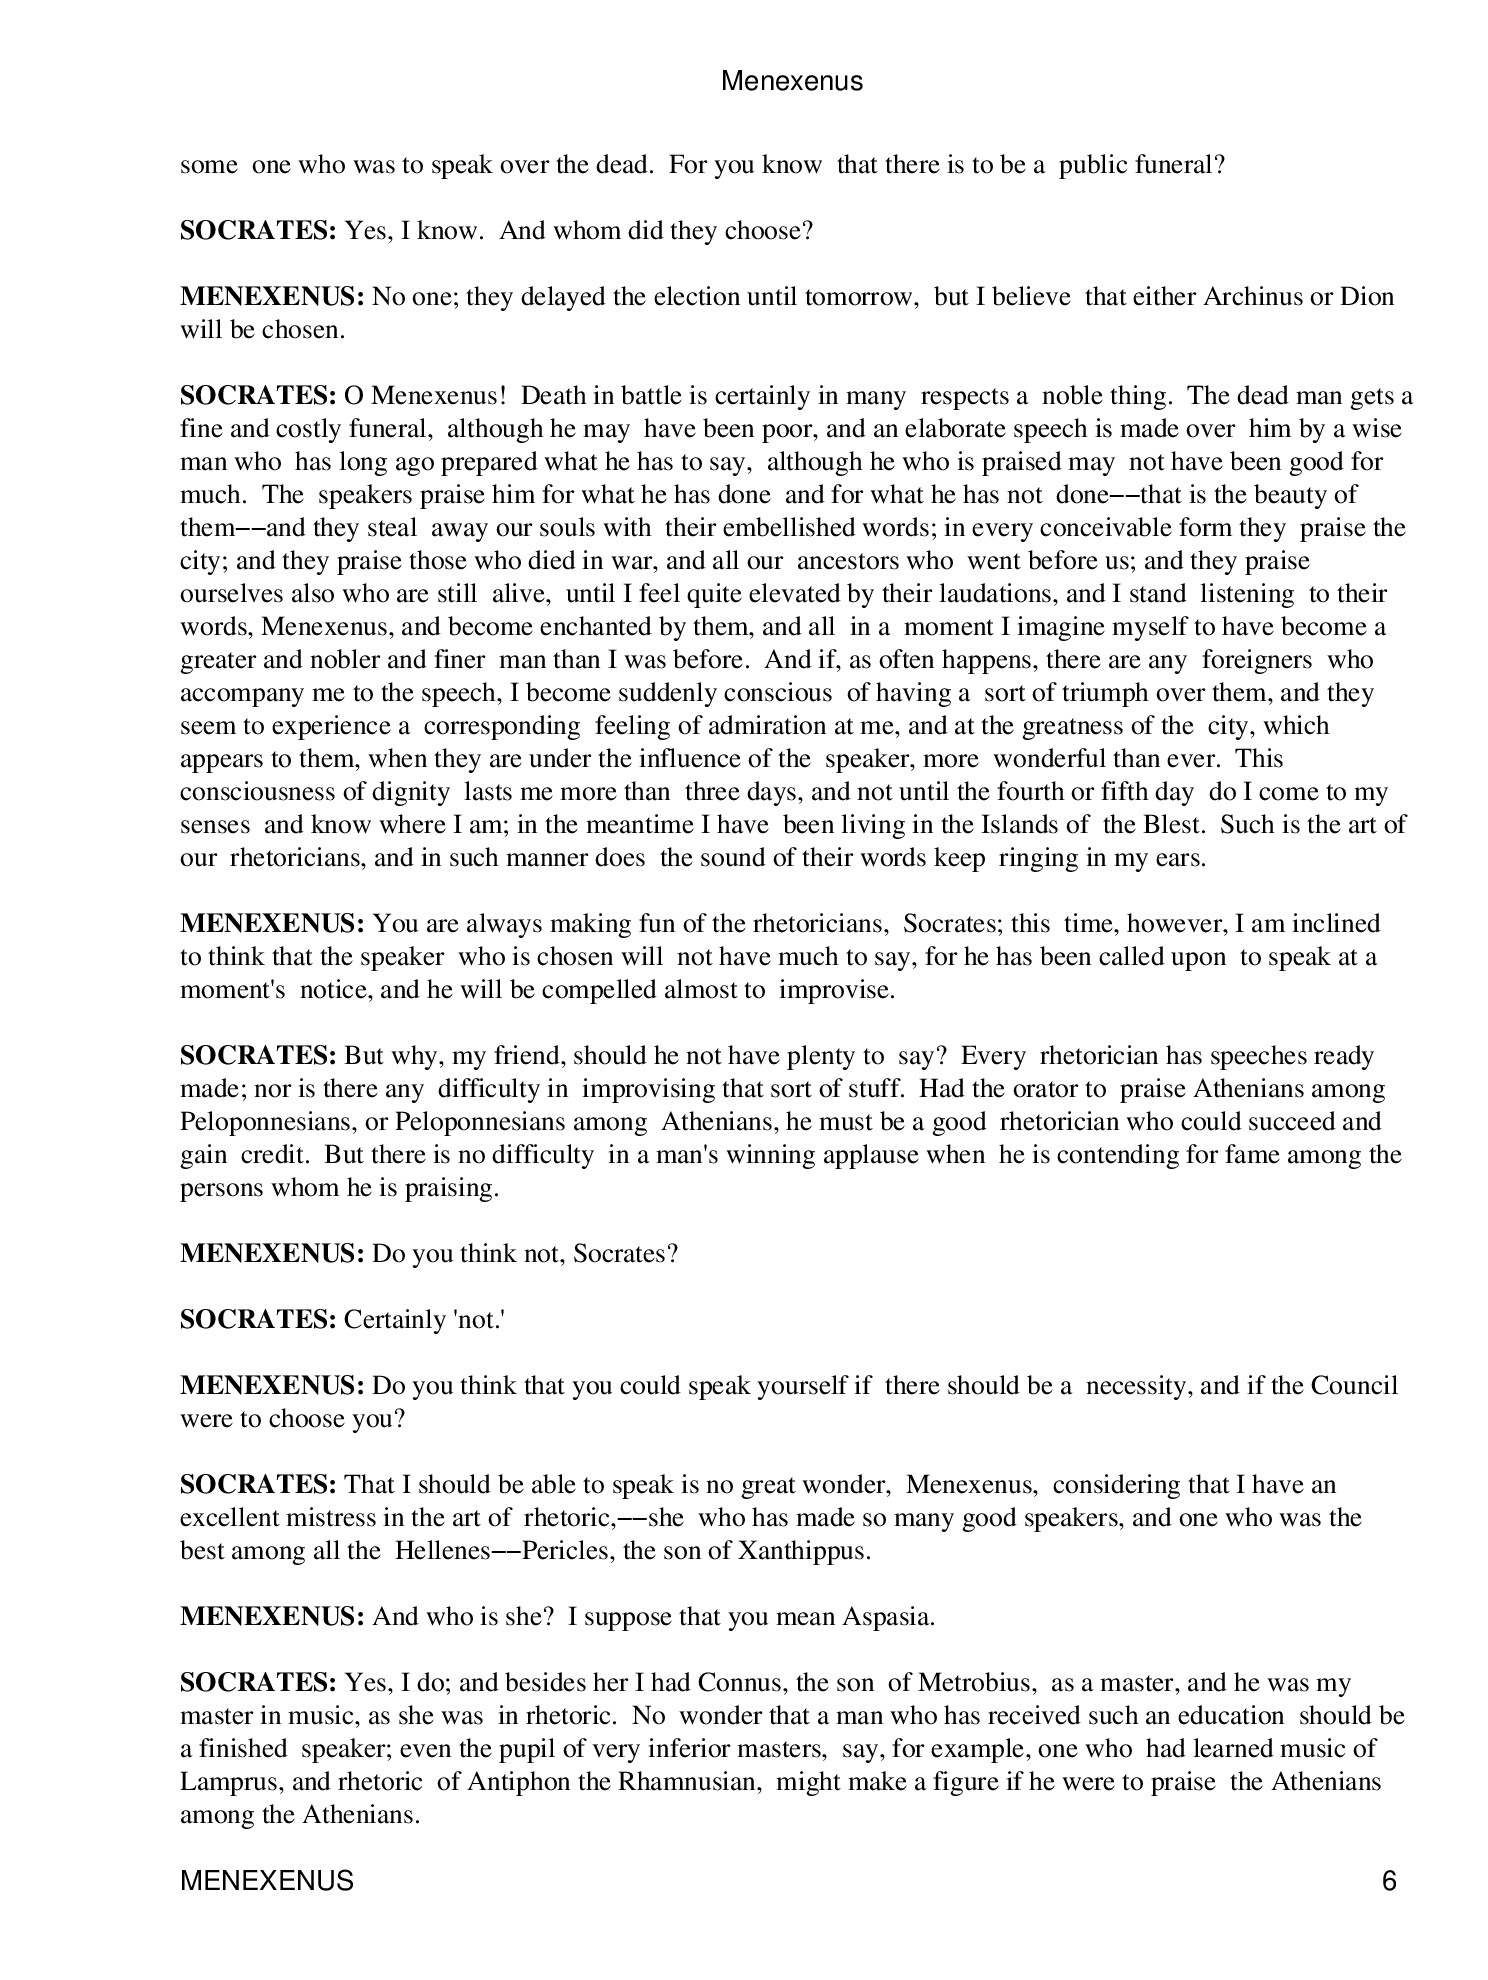 Menexenus
some one who was to speak over the dead. For you know that there is to be a public funeral?
SOCRATES: Yes, I know. And whom did they choose?
MENEXENUS: No one; they delayed the election until tomorrow, but I believe that either Archinus or Dion
will be chosen.
SOCRATES: O Menexenus! Death in battle is certainly in many respects a noble thing. The dead man gets a
fine and costly funeral, although he may have been poor, and an elaborate speech is made over him by a wise
man who has long ago prepared what he has to say, although he who is praised may not have been good for
much. The speakers praise him for what he has done and for what he has not done−−that is the beauty of
them−−and they steal away our souls with their embellished words; in every conceivable form they praise the
city; and they praise those who died in war, and all our ancestors who went before us; and they praise
ourselves also who are still alive, until I feel quite elevated by their laudations, and I stand listening to their
words, Menexenus, and become enchanted by them, and all in a moment I imagine myself to have become a
greater and nobler and finer man than I was before. And if, as often happens, there are any foreigners who
accompany me to the speech, I become suddenly conscious of having a sort of triumph over them, and they
seem to experience a corresponding feeling of admiration at me, and at the greatness of the city, which
appears to them, when they are under the influence of the speaker, more wonderful than ever. This
consciousness of dignity lasts me more than three days, and not until the fourth or fifth day do I come to my
senses and know where I am; in the meantime I have been living in the Islands of the Blest. Such is the art of
our rhetoricians, and in such manner does the sound of their words keep ringing in my ears.
MENEXENUS: You are always making fun of the rhetoricians, Socrates; this time, however, I am inclined
to think that the speaker who is chosen will not have much to say, for he has been called upon to speak at a
moment's notice, and he will be compelled almost to improvise.
SOCRATES: But why, my friend, should he not have plenty to say? Every rhetorician has speeches ready
made; nor is there any difficulty in improvising that sort of stuff. Had the orator to praise Athenians among
Peloponnesians, or Peloponnesians among Athenians, he must be a good rhetorician who could succeed and
gain credit. But there is no difficulty in a man's winning applause when he is contending for fame among the
persons whom he is praising.
MENEXENUS: Do you think not, Socrates?
SOCRATES: Certainly 'not.'
MENEXENUS: Do you think that you could speak yourself if there should be a necessity, and if the Council
were to choose you?
SOCRATES: That I should be able to speak is no great wonder, Menexenus, considering that I have an
excellent mistress in the art of rhetoric,−−she who has made so many good speakers, and one who was the
best among all the Hellenes−−Pericles, the son of Xanthippus.
MENEXENUS: And who is she? I suppose that you mean Aspasia.
SOCRATES: Yes, I do; and besides her I had Connus, the son of Metrobius, as a master, and he was my
master in music, as she was in rhetoric. No wonder that a man who has received such an education should be
a finished speaker; even the pupil of very inferior masters, say, for example, one who had learned music of
Lamprus, and rhetoric of Antiphon the Rhamnusian, might make a figure if he were to praise the Athenians
among the Athenians.
MENEXENUS 6